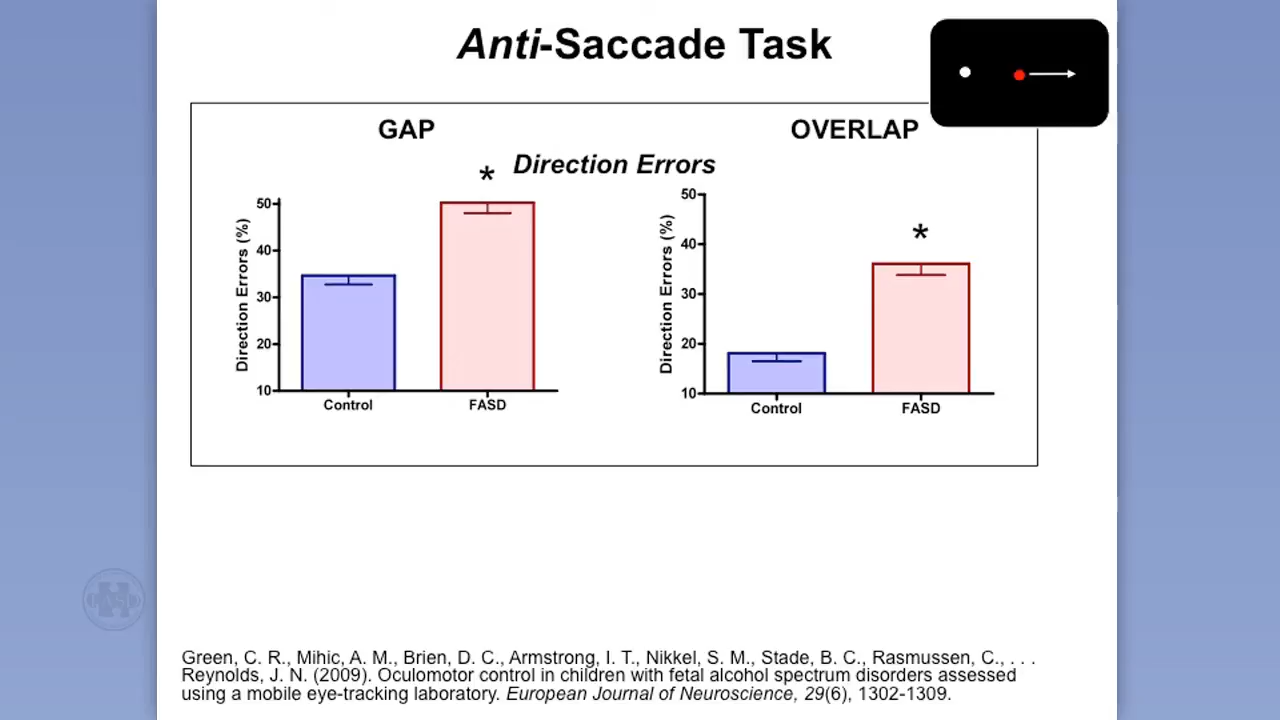 Anti-Saccade Task
GAP
OVERLAP
Direction Errors
*
*
Direction Errors (%)
50
40
30
20
10
Control
FASD
Direction Errors (%)
50
40
30
20
10
Control
FASD
FASD
Green, C. R., Mihic, A. M., Brien, D. C., Armstrong, I. T., Nikkel, S. M., Stade, B. C., Rasmussen, C., . . .
Reynolds, J. N. (2009). Oculomotor control in children with fetal alcohol spectrum disorders assessed
using a mobile eye-tracking laboratory. European Journal of Neuroscience, 29(6), 1302-1309.